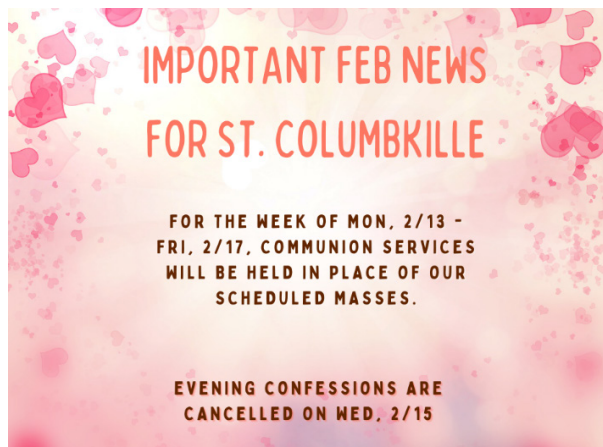 IMPORTANT FEB NEWS
FOR ST. COLUMBKILLE
FOR THE WEEK OF MON, 2/13 -
FRI, 2/17, COMMUNION SERVICES
WILL BE HELD IN PLACE OF OUR
SCHEDULED MASSES.
EVENING CONFESSIONS ARE
CANCELLED ON WED, 2/15